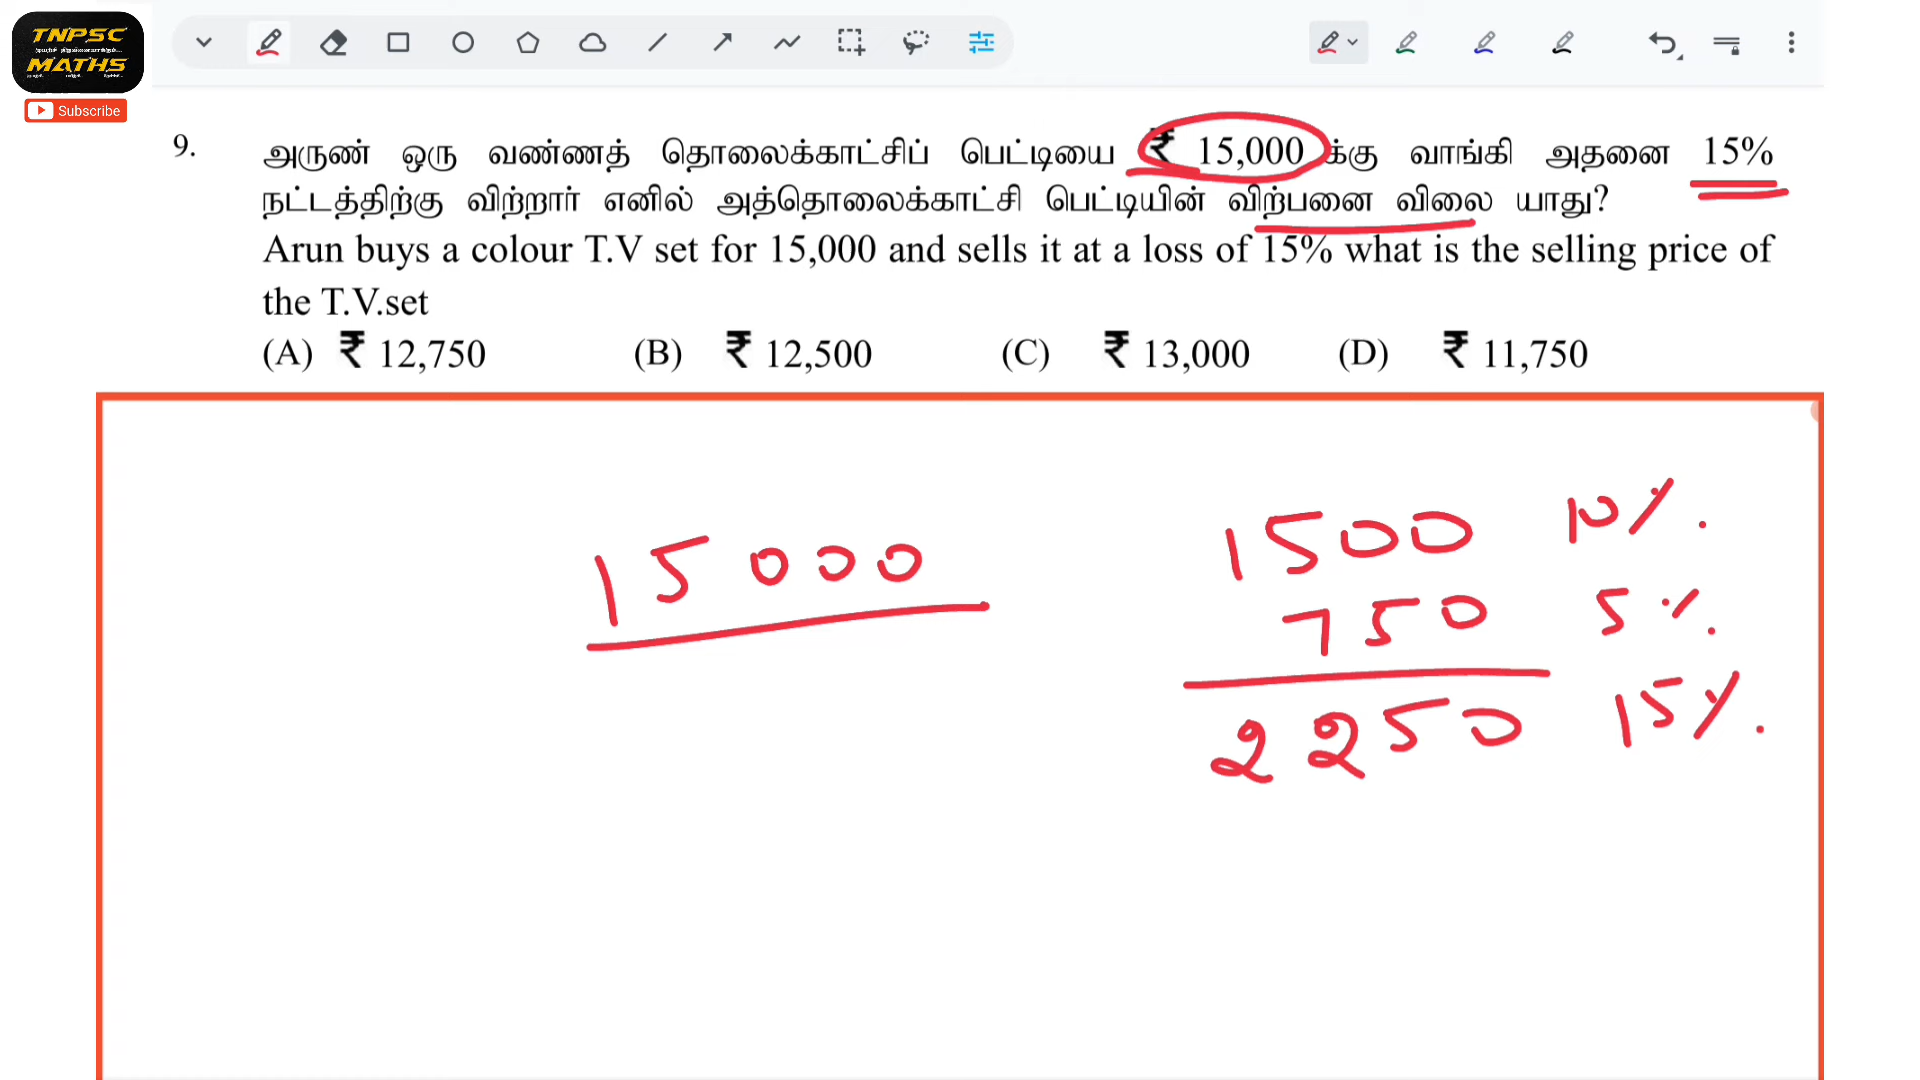 TNPSC
MATHS
Subscribe
9. அருண் ஒரு வண்ணத் தொலைக்காட்சிப் பெட்டியை ₹ 15,000 க்கு வாங்கி அதனை 15%
நட்டத்திற்கு விற்றார் எனில் அத்தொலைக்காட்சி பெட்டியின் விற்பனை விலை யாது?
Arun buys a colour T.V set for 15,000 and sells it at a loss of 15% what is the selling price of
the T.V.set
(A) ₹ 12,750 (B) ₹ 12,500 (C) ₹ 13,000 (D) ₹ 11,750
15000
1500 10%.
750 5%.
2250 15%.